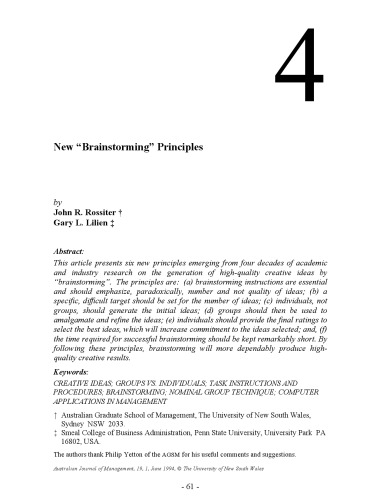 4
New “Brainstorming” Principles
by
John R. Rossiter †
Gary L. Lilien ‡
Abstract:
This article presents six new principles emerging from four decades of academic
and industry research on the generation of high-quality creative ideas by
“brainstorming”. The principles are: (a) brainstorming instructions are essential
and should emphasize, paradoxically, number and not quality of ideas; (b) a
specific, difficult target should be set for the number of ideas; (c) individuals, not
groups, should generate the initial ideas; (d) groups should then be used to
amalgamate and refine the ideas; (e) individuals should provide the final ratings to
select the best ideas, which will increase commitment to the ideas selected; and, (f)
the time required for successful brainstorming should be kept remarkably short. By
following these principles, brainstorming will more dependably produce high-
quality creative results.
Keywords:
CREATIVE IDEAS; GROUPS VS. INDIVIDUALS; TASK INSTRUCTIONS AND
PROCEDURES; BRAINSTORMING; NOMINAL GROUP TECHNIQUE; COMPUTER
APPLICATIONS IN MANAGEMENT
† Australian Graduate School of Management, The University of New South Wales,
Sydney NSW 2033.
‡ Smeal College of Business Administration, Penn State University, University Park PA
16802, USA.
The authors thank Philip Yetton of the AGSM for his useful comments and suggestions.
Australian Journal of Management, 19, 1, June 1994, © The University of New South Wales
- 61 -